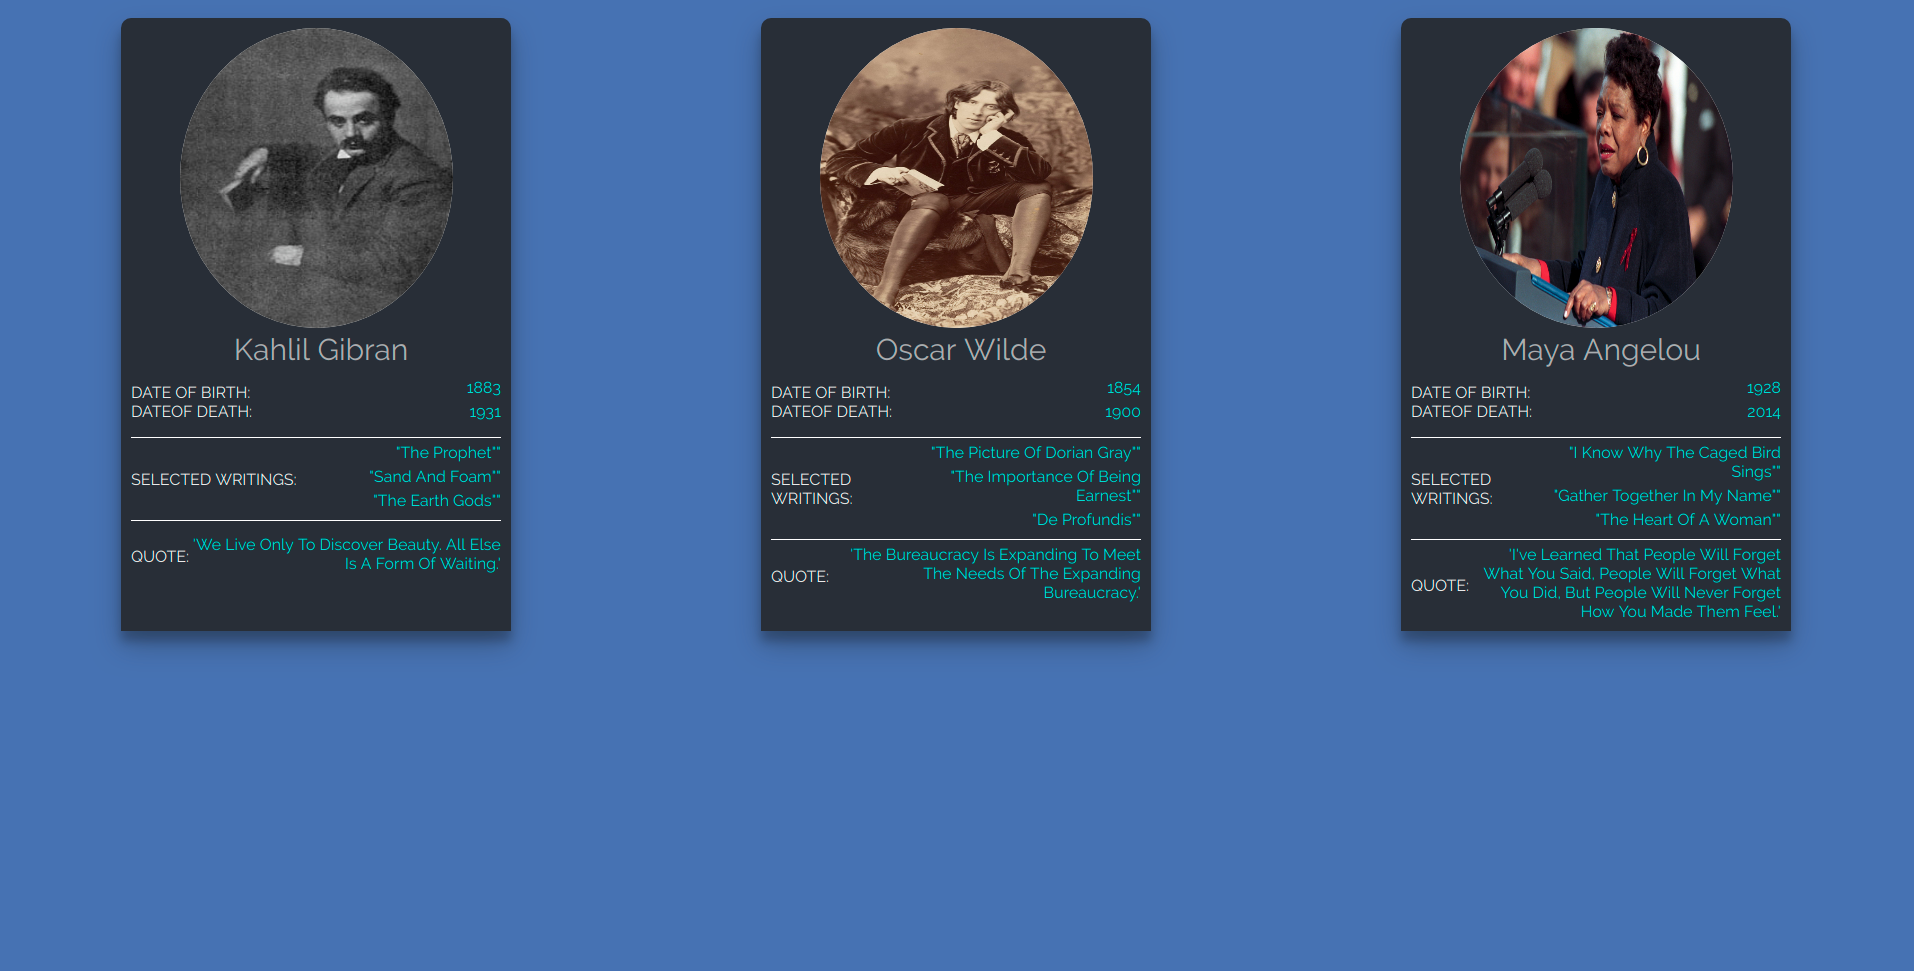 Kahlil Gibran
DATE OF BIRTH:
1883
DATEOF DEATH:
1931
SELECTED WRITINGS:
"The Prophet""
"Sand And Foam""
"The Earth Gods""
QUOTE:
'We Live Only To Discover Beauty. All Else
Is A Form Of Waiting.'
Oscar Wilde
DATE OF BIRTH:
1854
DATEOF DEATH:
1900
SELECTED
WRITINGS:
"The Picture Of Dorian Gray""
"The Importance Of Being
Earnest""
"De Profundis""
QUOTE:
'The Bureaucracy Is Expanding To Meet
The Needs Of The Expanding
Bureaucracy.'
Maya Angelou
DATE OF BIRTH:
1928
DATEOF DEATH:
2014
SELECTED
WRITINGS:
"I Know Why The Caged Bird
Sings""
"Gather Together In My Name""
"The Heart Of A Woman""
QUOTE:
'I've Learned That People Will Forget
What You Said, People Will Forget What
You Did, But People Will Never Forget
How You Made Them Feel.'